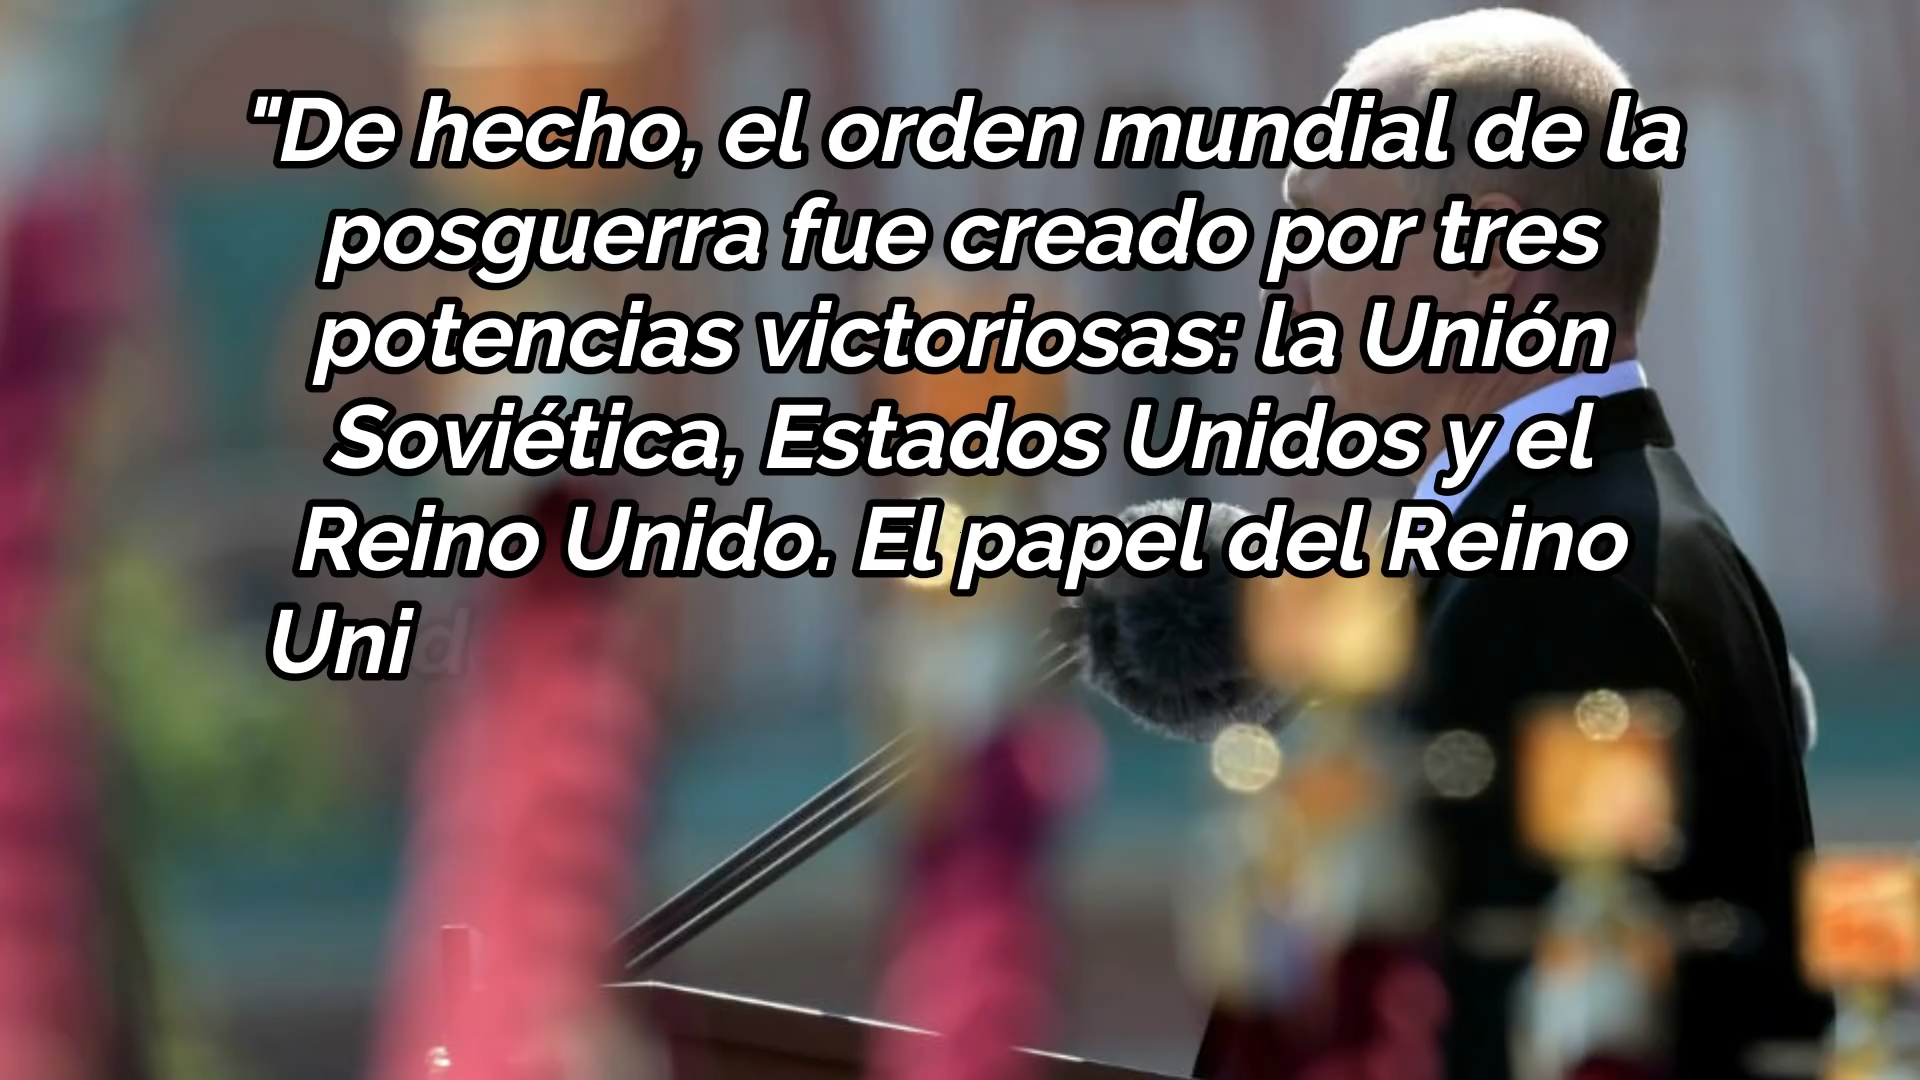 "De hecho, el orden mundial de la
posguerra fue creado por tres
potencias victoriosas: la Unión
Soviética, Estados Unidos y el
Reino Unido. El papel del Reino
Unid